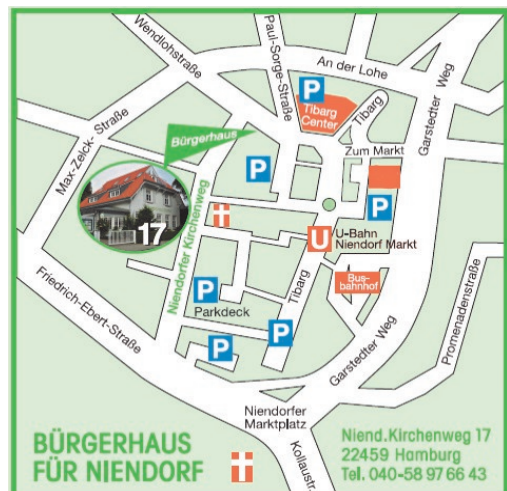 Wendlohstraße
Paul-Sorge-Straße
An der Lohe
Garstedter Weg
P
Tibarg
Center
Tibarg
Max-Zelck-Straße
Bürgerhaus
Zum Markt
P
17
Niendorfer Kirchenweg
P
U
U-Bahn
Niendorf Markt
Bus-
bahnhof
Friedrich-Ebert-Straße
P
Parkdeck
Tibarg
P
P
Garstedter Weg
Promenadenstraße
Niendorfer
Marktplatz
Kollaustr.
BÜRGERHAUS
FÜR NIENDORF
Niend.Kirchenweg 17
22459 Hamburg
Tel. 040-58 97 66 43